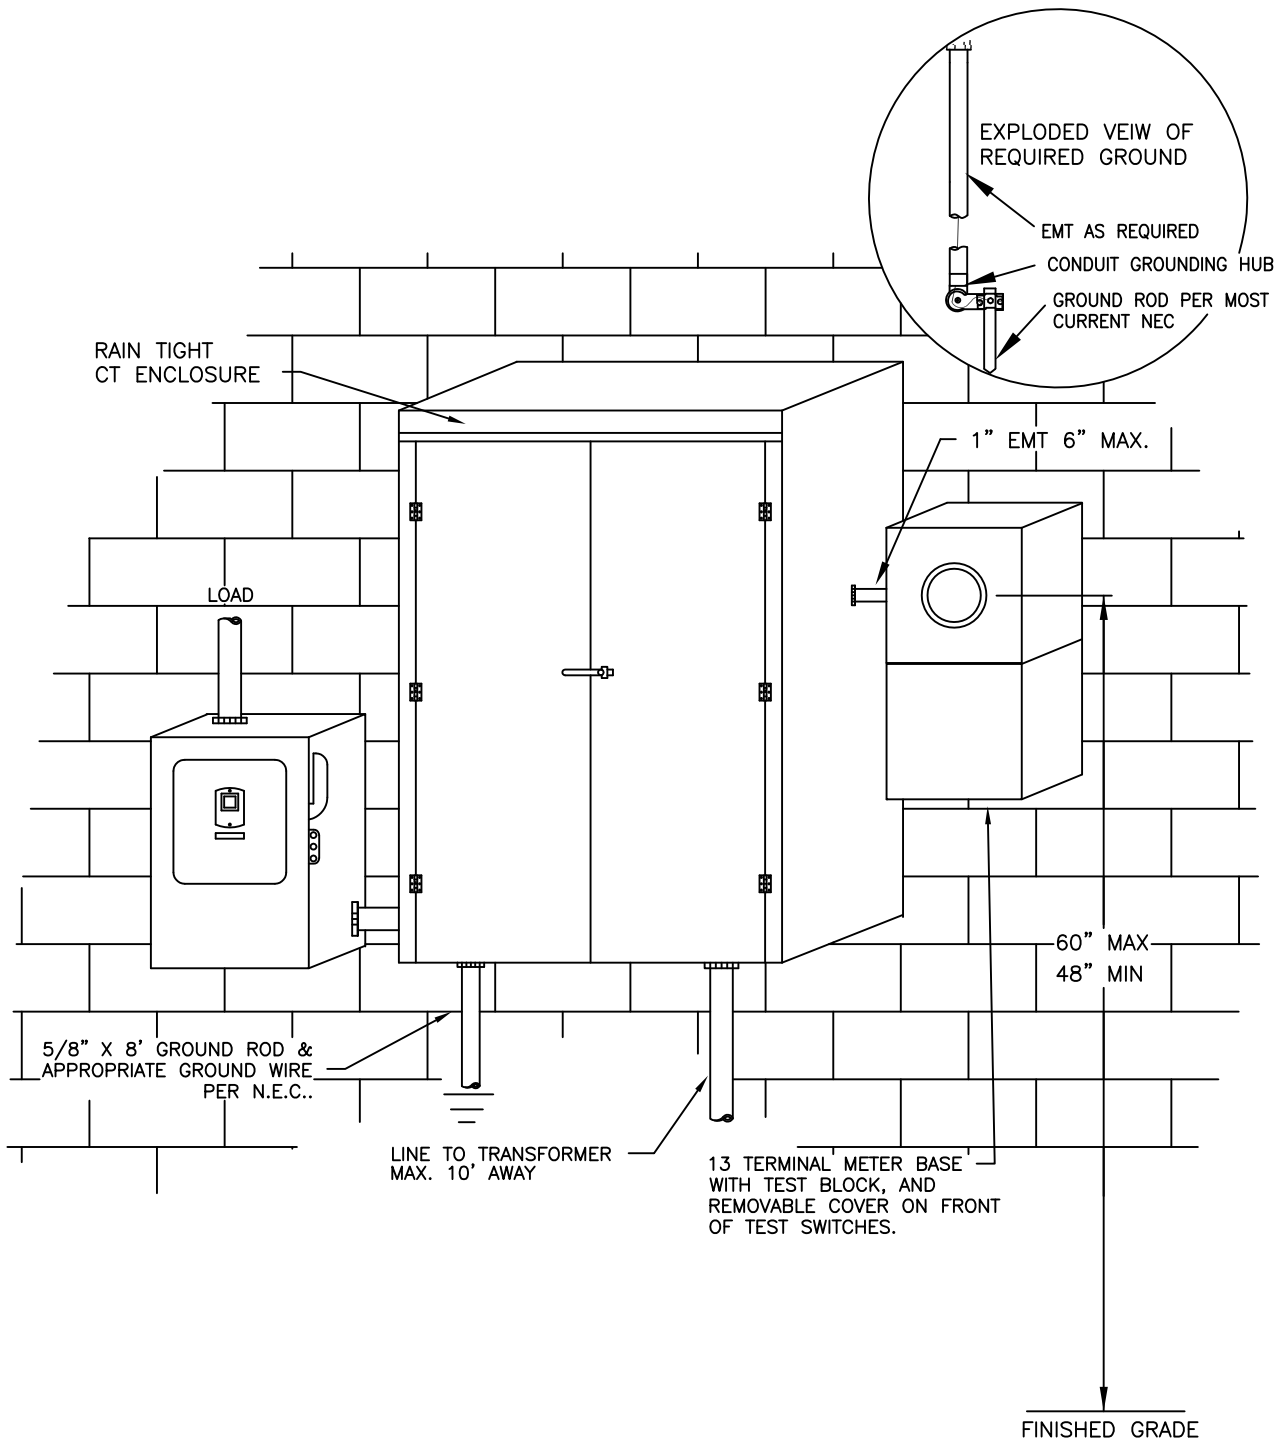 EXPLODED VEIW OF
REQUIRED GROUND
EMT AS REQUIRED
CONDUIT GROUNDING HUB
GROUND ROD PER MOST
CURRENT NEC
RAIN TIGHT
CT ENCLOSURE
1" EMT 6" MAX.
LOAD
60" MAX
48" MIN
5/8" X 8' GROUND ROD &
APPROPRIATE GROUND WIRE
PER N.E.C..
LINE TO TRANSFORMER
MAX. 10' AWAY
13 TERMINAL METER BASE
WITH TEST BLOCK, AND
REMOVABLE COVER ON FRONT
OF TEST SWITCHES.
FINISHED GRADE